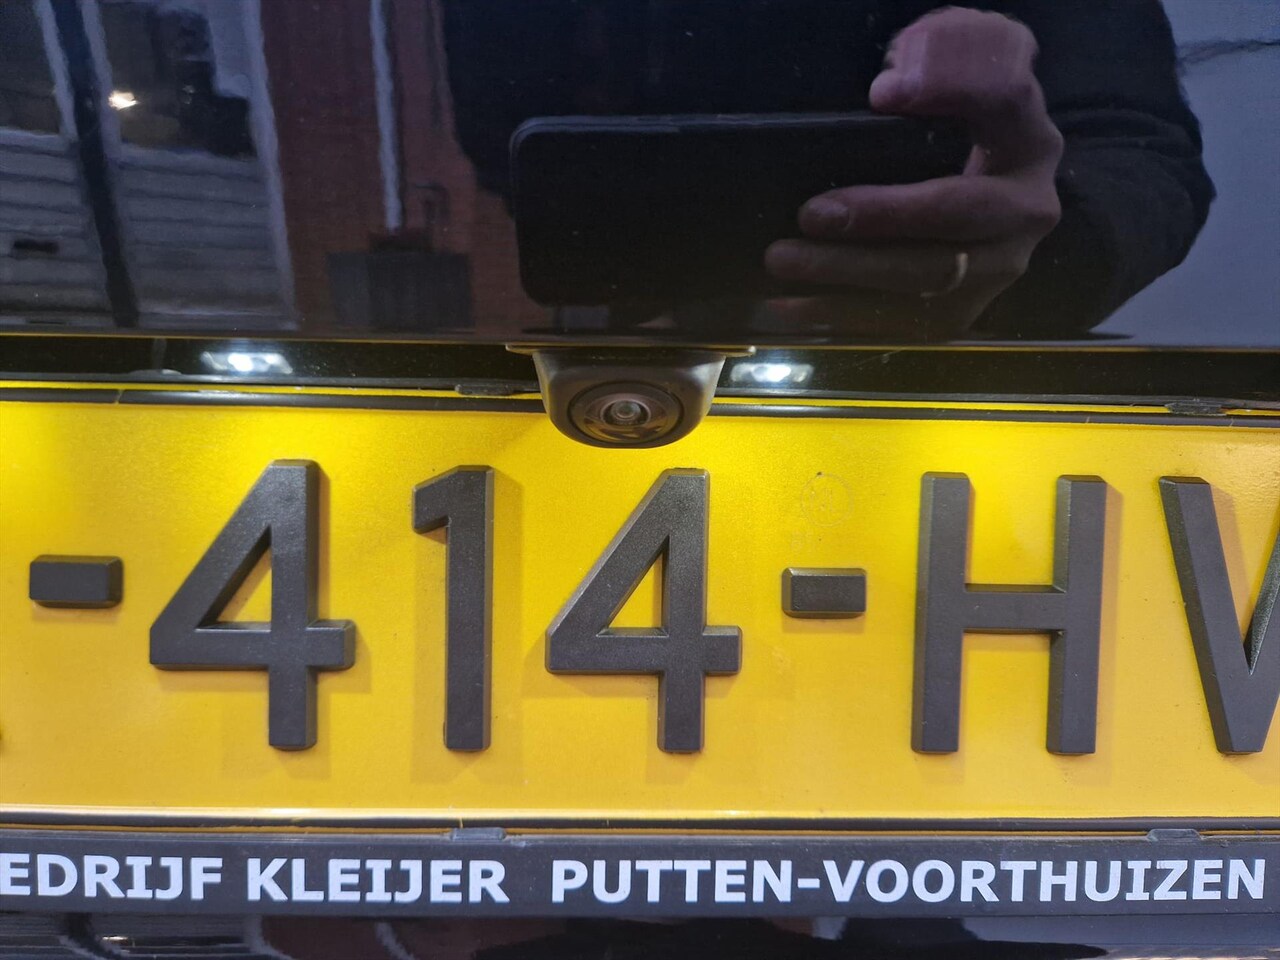 -414-HV
EDRIJF KLEIJER PUTTEN-VOORTHUIZEN